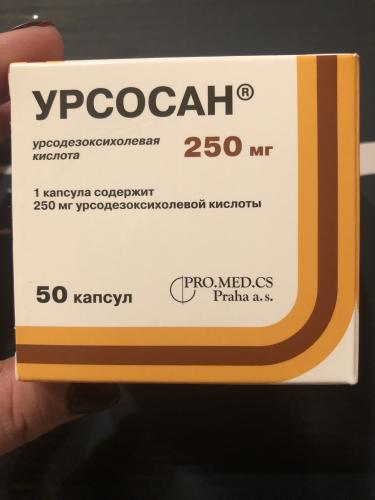 УРСОСАН®
урсодезоксихолевая
кислота
250 мг
1 капсула содержит
250 мг урсодезоксихолевой кислоты
50 капсул
PRO.MED.CS
Praha a. s.